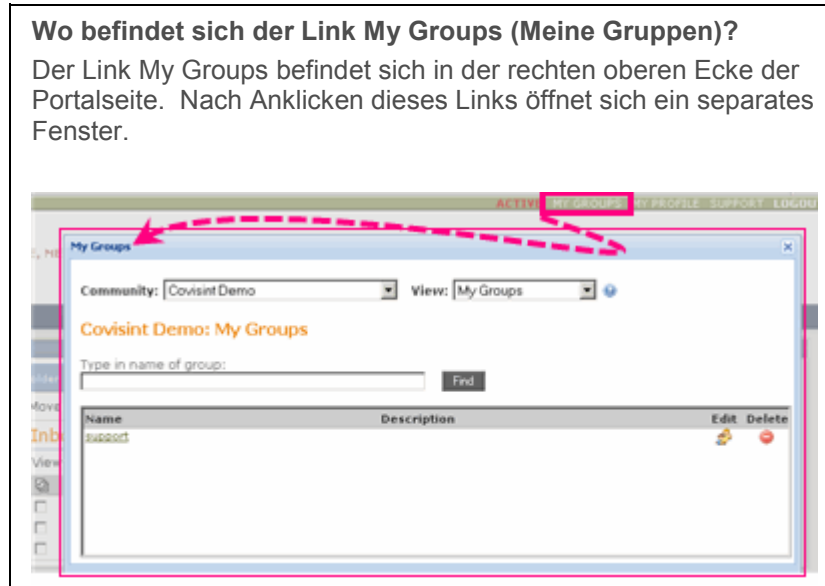 Wo befindet sich der Link My Groups (Meine Gruppen)?
Der Link My Groups befindet sich in der rechten oberen Ecke der
Portalseite. Nach Anklicken dieses Links öffnet sich ein separates
Fenster.
ACTIVE MY GROUPS MY PROFILE SUPPORT LOGOU
My Groups
Community: Covisint Demo View: My Groups
Covisint Demo: My Groups
Type in name of group:
Find
Move
Name Description Edit Delete
Inb
support
View